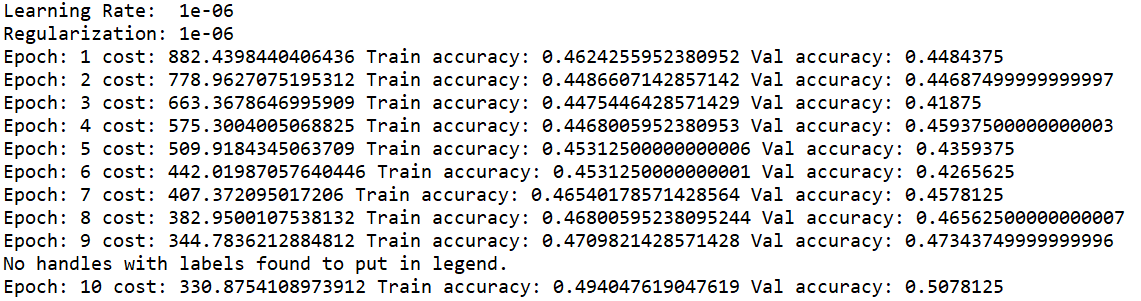 Learning Rate:  1e-06
Regularization: 1e-06
Epoch: 1 cost: 882.4398440406436 Train accuracy: 0.4624255952380952 Val accuracy: 0.4484375
Epoch: 2 cost: 778.9627075195312 Train accuracy: 0.4486607142857142 Val accuracy: 0.44687499999999997
Epoch: 3 cost: 663.3678646995909 Train accuracy: 0.4475446428571429 Val accuracy: 0.41875
Epoch: 4 cost: 575.3004005068825 Train accuracy: 0.4468005952380953 Val accuracy: 0.45937500000000003
Epoch: 5 cost: 509.9184345063709 Train accuracy: 0.45312500000000006 Val accuracy: 0.4359375
Epoch: 6 cost: 442.01987057640446 Train accuracy: 0.4531250000000001 Val accuracy: 0.4265625
Epoch: 7 cost: 407.372095017206 Train accuracy: 0.46540178571428564 Val accuracy: 0.4578125
Epoch: 8 cost: 382.9500107538132 Train accuracy: 0.46800595238095244 Val accuracy: 0.46562500000000007
Epoch: 9 cost: 344.7836212884812 Train accuracy: 0.4709821428571428 Val accuracy: 0.47343749999999996
No handles with labels found to put in legend.
Epoch: 10 cost: 330.8754108973912 Train accuracy: 0.494047619047619 Val accuracy: 0.5078125